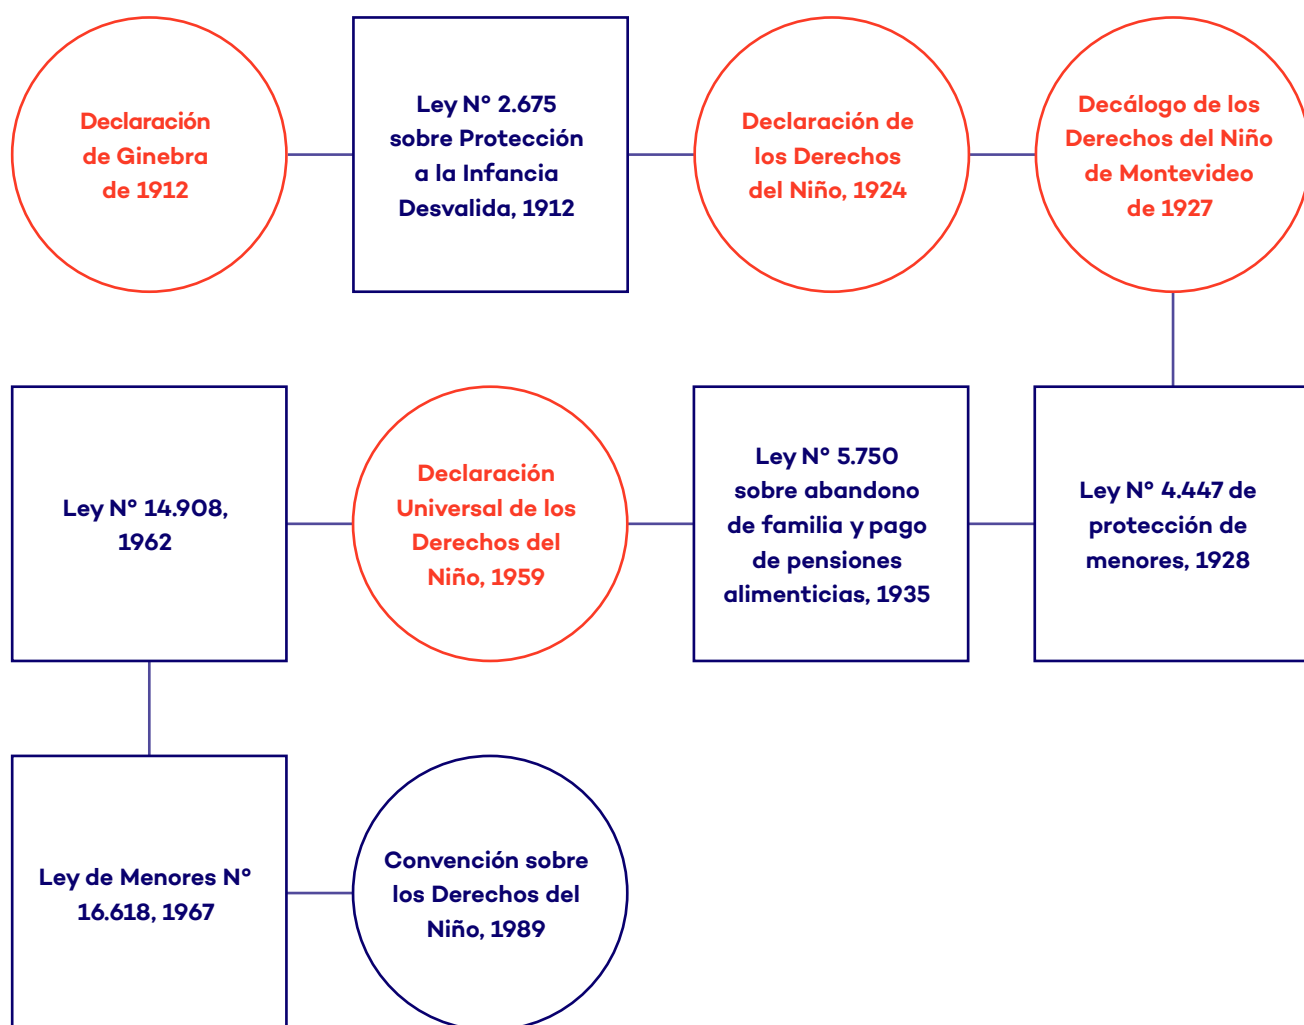 Declaración
de Ginebra
de 1912
Ley N° 2.675
sobre Protección
a la Infancia
Desvalida, 1912
Declaración de
los Derechos
del Niño, 1924
Decálogo de los
Derechos del Niño
de Montevideo
de 1927
Ley N° 4.447 de
protección de
menores, 1928
Ley N° 5.750
sobre abandono
de familia y pago
de pensiones
alimenticias, 1935
Declaración
Universal de los
Derechos del
Niño, 1959
Ley N° 14.908,
1962
Ley de Menores N°
16.618, 1967
Convención sobre
los Derechos del
Niño, 1989